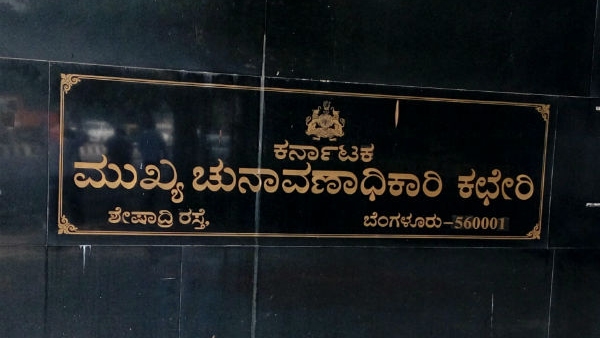 ಕರ್ನಾಟಕ
ಮುಖ್ಯ ಚುನಾವಣಾಧಿಕಾರಿ ಕಛೇರಿ
ಶೇಷಾದ್ರಿ ರಸ್ತೆ, ಬೆಂಗಳೂರು-560001